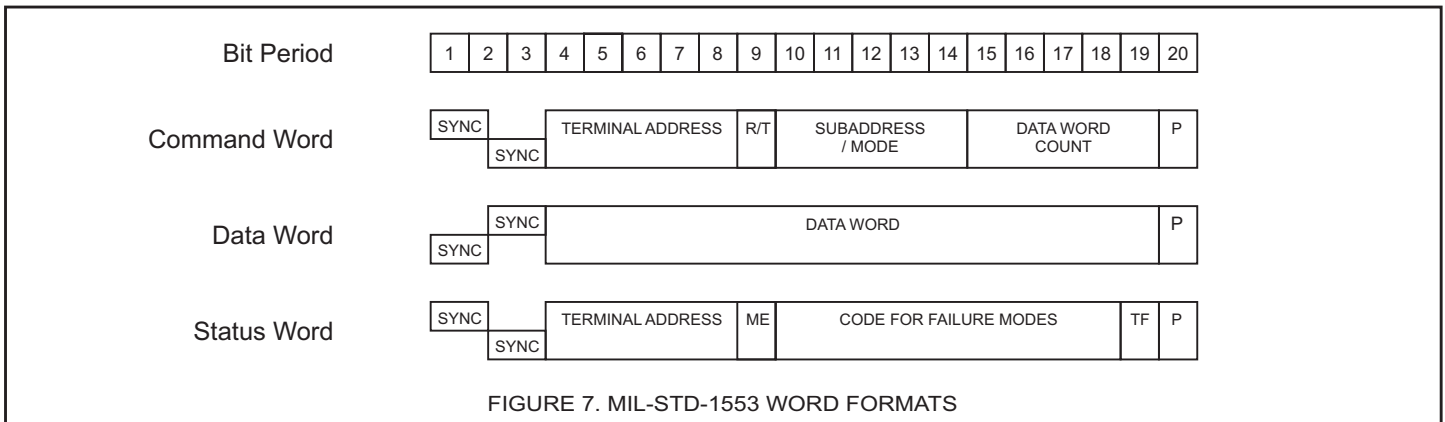 Bit Period 1 2 3 4 5 6 7 8 9 10 11 12 13 14 15 16 17 18 19 20
Command Word SYNC SYNC TERMINAL ADDRESS R/T SUBADDRESS / MODE DATA WORD COUNT P
Data Word SYNC SYNC DATA WORD P
Status Word SYNC SYNC TERMINAL ADDRESS ME CODE FOR FAILURE MODES TF P
FIGURE 7. MIL-STD-1553 WORD FORMATS